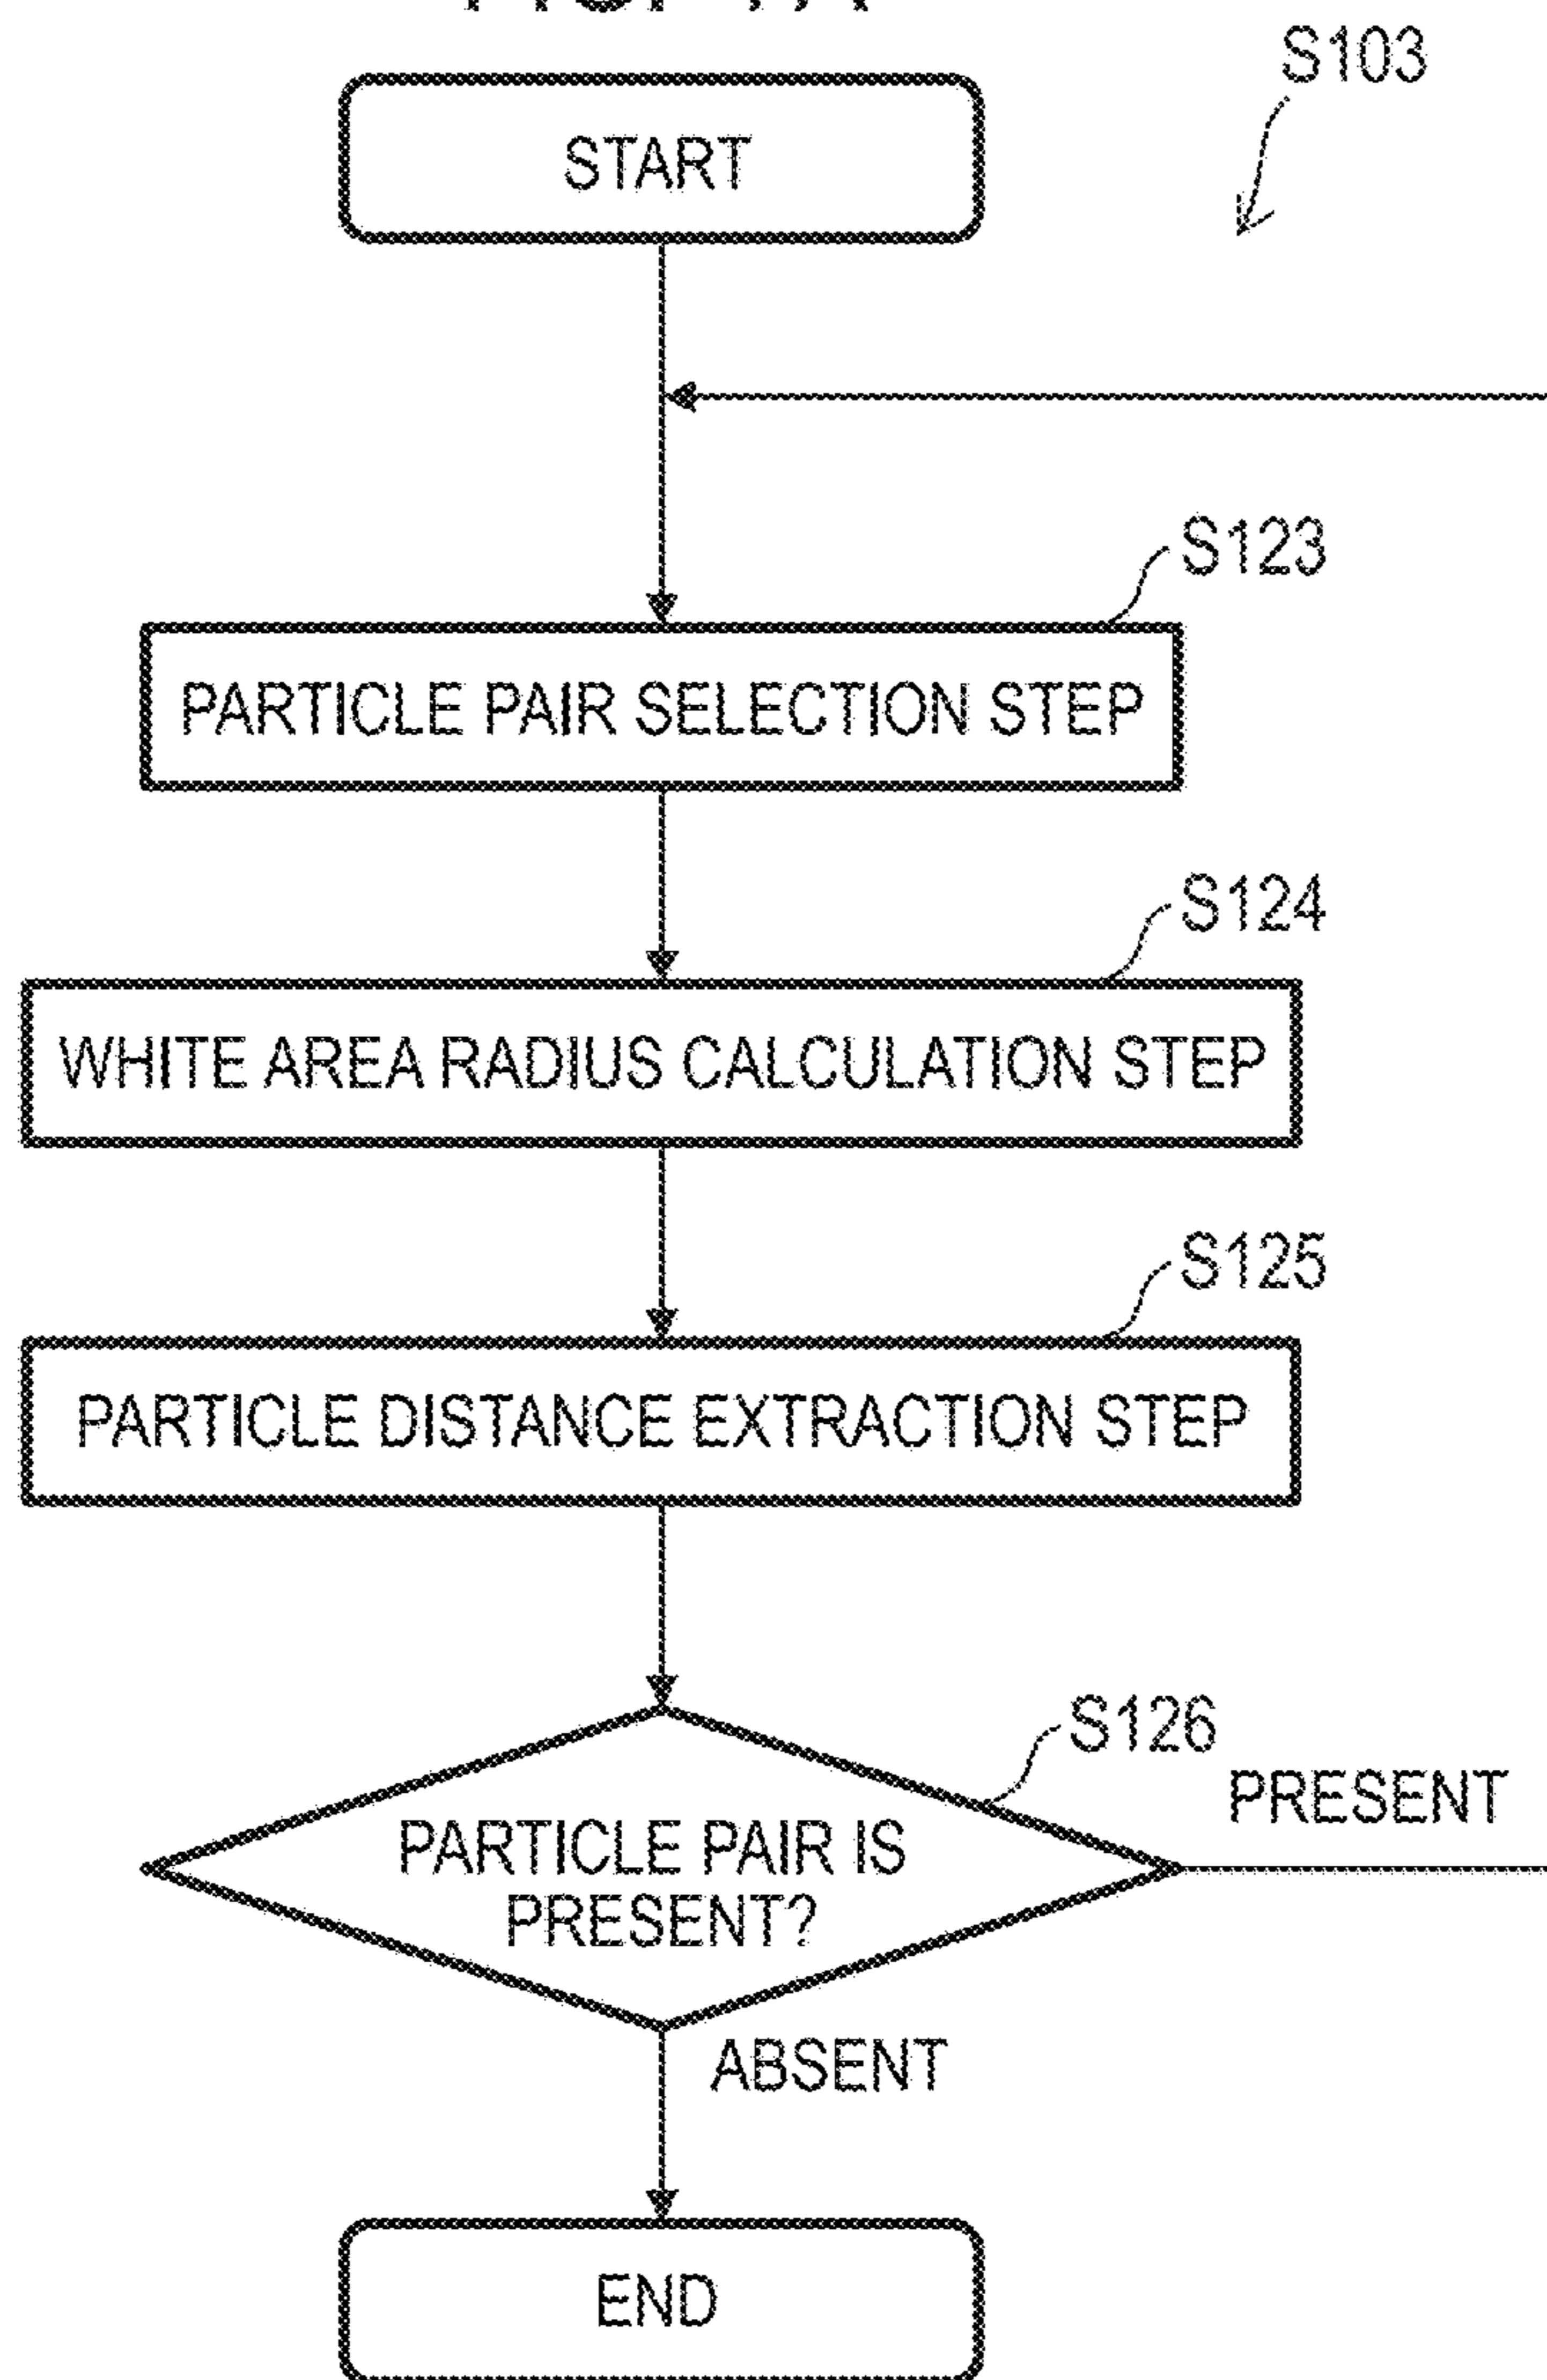 S103
START
S123
PARTICLE PAIR SELECTION STEP
S124
WHITE AREA RADIUS CALCULATION STEP
S125
PARTICLE DISTANCE EXTRACTION STEP
S126
PRESENT
PARTICLE PAIR IS
PRESENT?
ABSENT
END